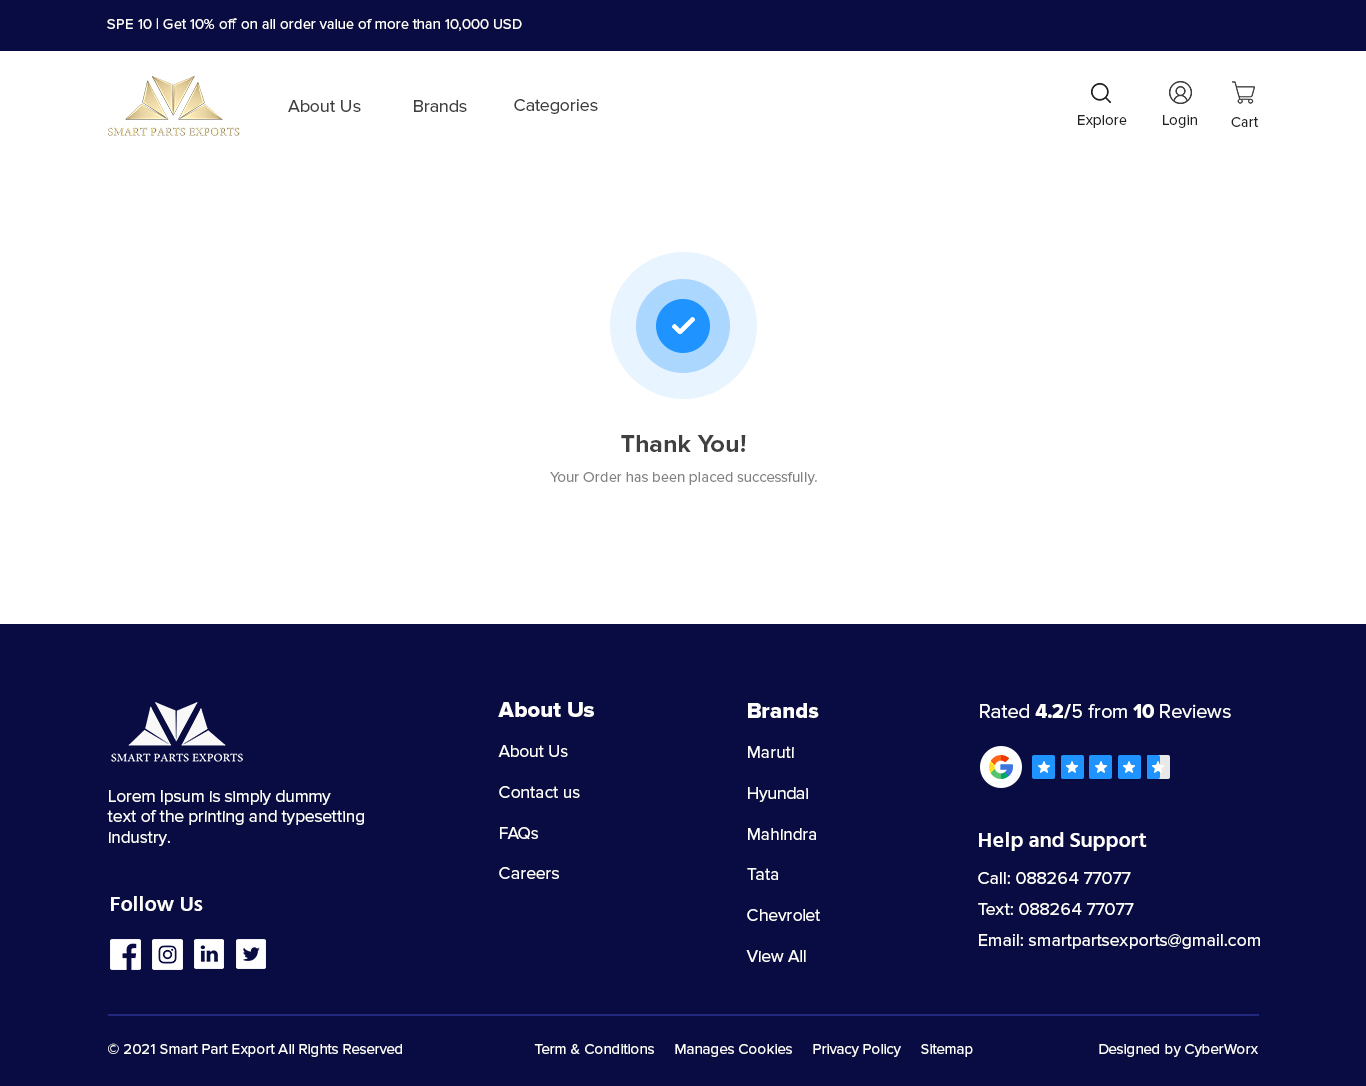 SPE 10 | Get 10% off on all order value of more than 10,000 USD
SMART PARTS EXPORTS
About Us
Brands
Categories
Explore
Login
Cart
Thank You!
Your Order has been placed successfully.
SMART PARTS EXPORTS
Lorem Ipsum is simply dummy
text of the printing and typesetting
industry.
Follow Us
About Us
About Us
Contact us
FAQs
Careers
Brands
Maruti
Hyundai
Mahindra
Tata
Chevrolet
View All
Rated 4.2/5 from 10 Reviews
Help and Support
Call: 088264 77077
Text: 088264 77077
Email: smartpartsexports@gmail.com
© 2021 Smart Part Export All Rights Reserved
Term & Conditions
Manages Cookies
Privacy Policy
Sitemap
Designed by CyberWorx